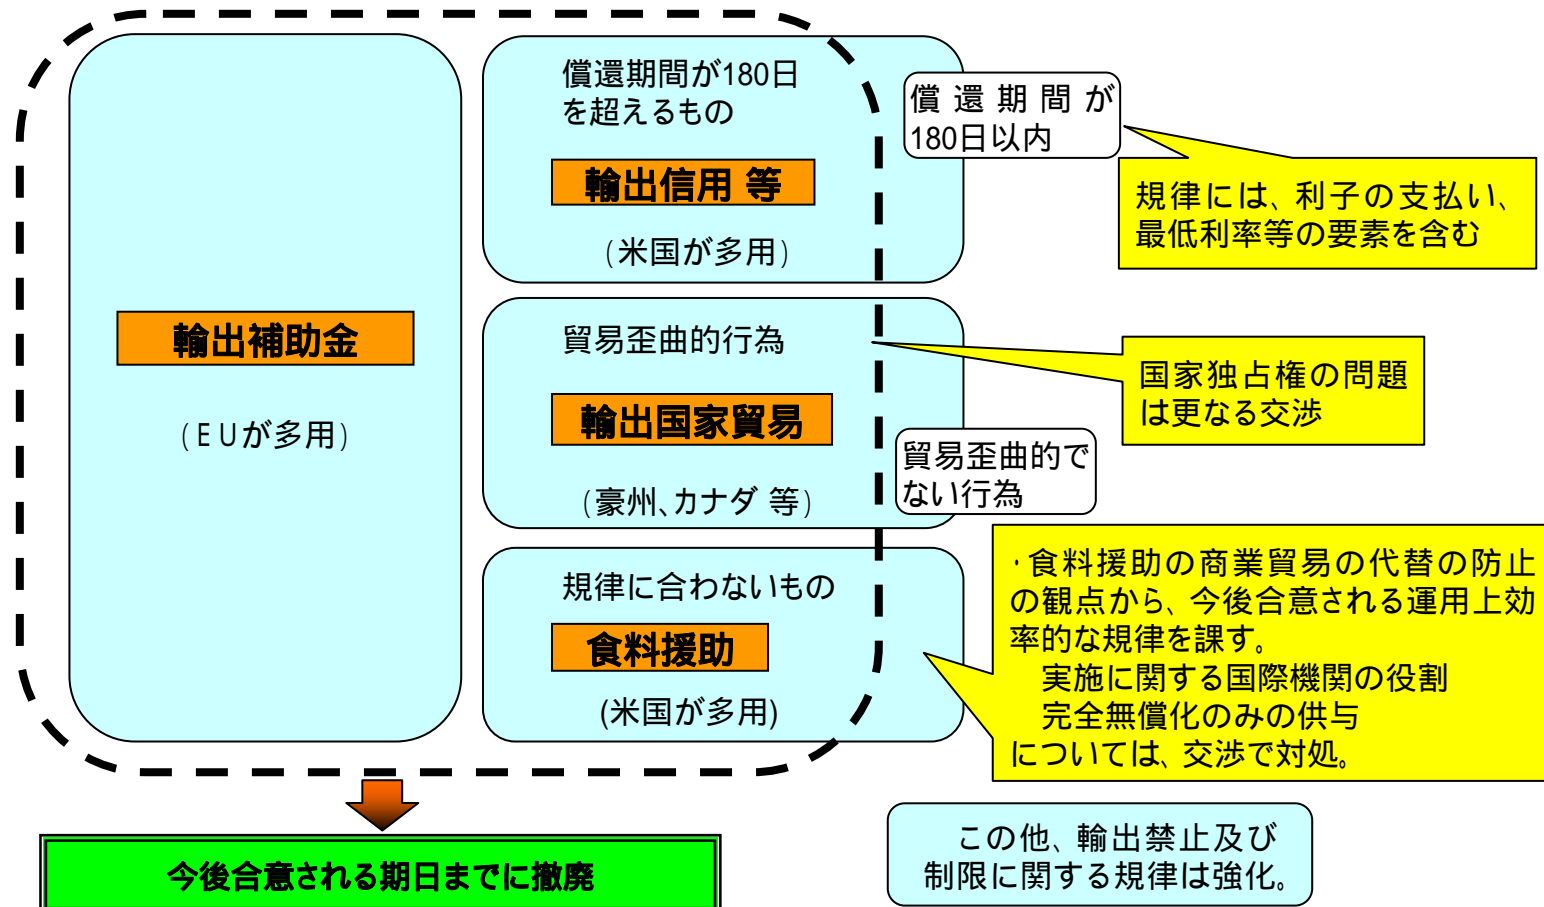 輸出補助金
(ＥＵが多用)
償還期間が180日
を超えるもの
輸出信用 等
(米国が多用)
償還期間が
180日以内
規律には、利子の支払い、
最低利率等の要素を含む
貿易歪曲的行為
輸出国家貿易
(豪州、カナダ 等)
国家独占権の問題
は更なる交渉
貿易歪曲的で
ない行為
規律に合わないもの
食料援助
(米国が多用)
・食料援助の商業貿易の代替の防止
の観点から、今後合意される運用上効
率的な規律を課す。
実施に関する国際機関の役割
完全無償化のみの供与
については、交渉で対処。
今後合意される期日までに撤廃
この他、輸出禁止及び
制限に関する規律は強化。